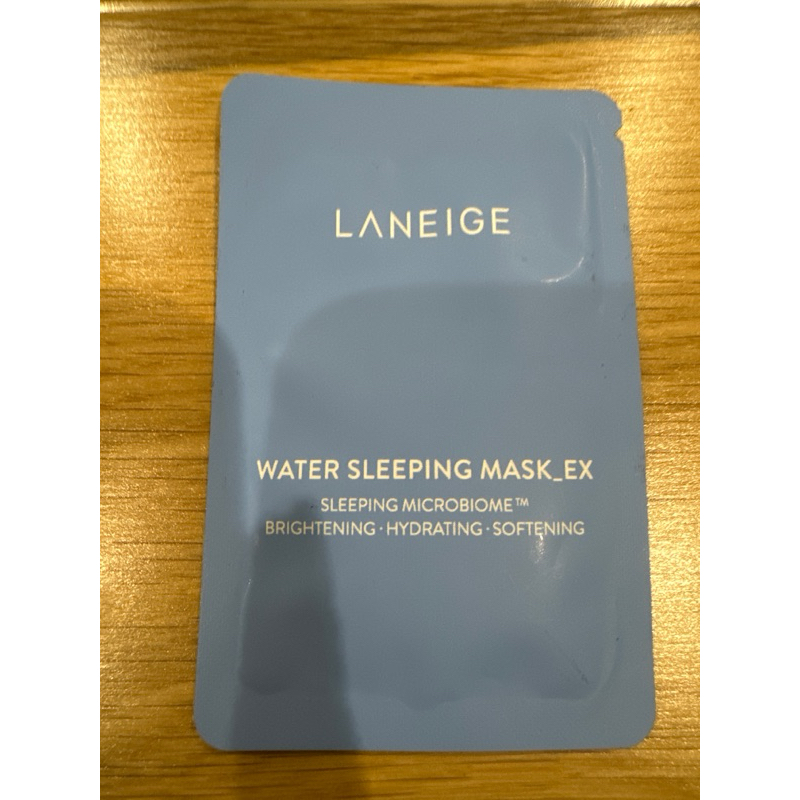 LANEIGE
WATER SLEEPING MASK_EX
SLEEPING MICROBIOME™
BRIGHTENING · HYDRATING · SOFTENING